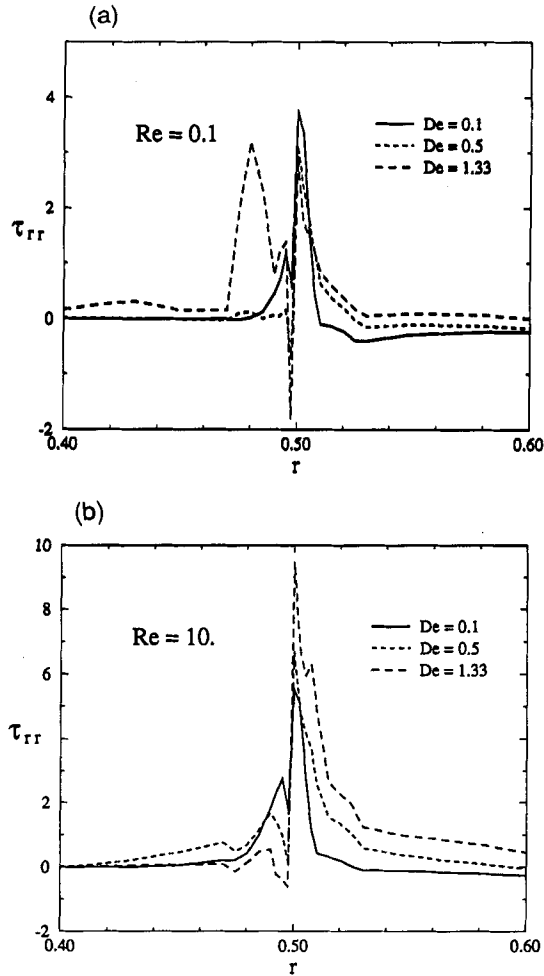 (a)
4
2
0
-2
τrr
Re = 0.1
De = 0.1
De = 0.5
De = 1.33
0.40
0.50
0.60
r
(b)
10
8
6
4
2
0
-2
τrr
Re = 10.
De = 0.1
De = 0.5
De = 1.33
0.40
0.50
0.60
r